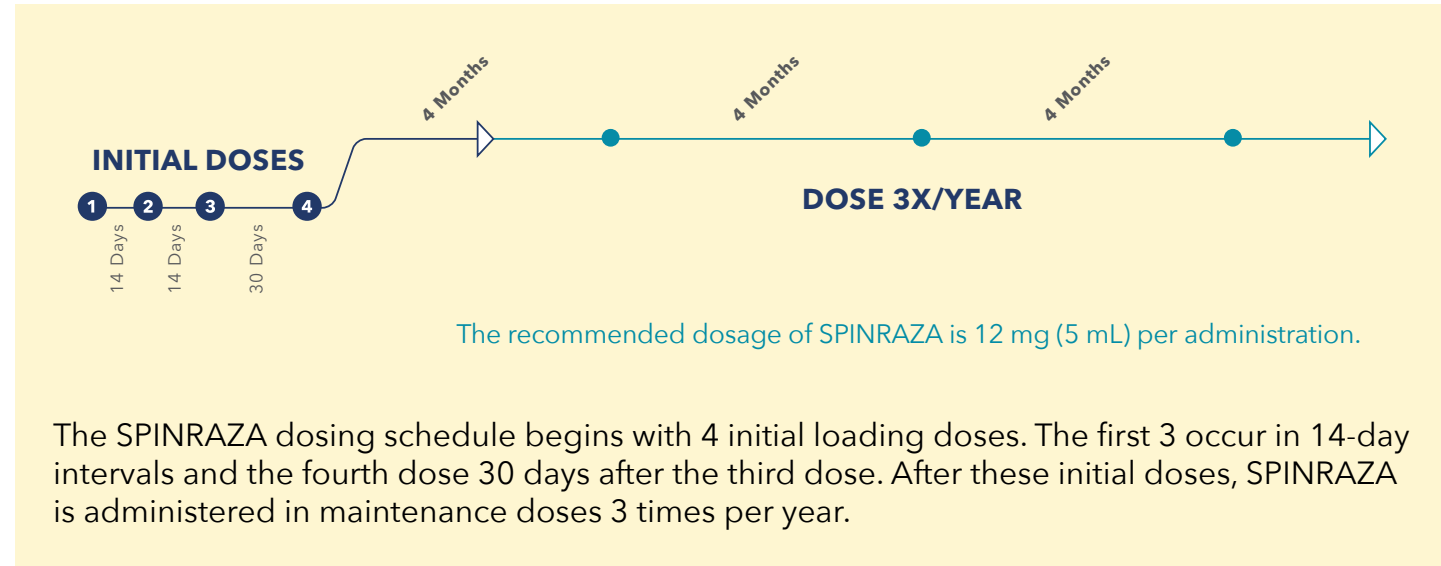 4 Months
4 Months
4 Months
INITIAL DOSES
1
2
3
4
14 Days
14 Days
30 Days
DOSE 3X/YEAR
The recommended dosage of SPINRAZA is 12 mg (5 mL) per administration.
The SPINRAZA dosing schedule begins with 4 initial loading doses. The first 3 occur in 14-day
intervals and the fourth dose 30 days after the third dose. After these initial doses, SPINRAZA
is administered in maintenance doses 3 times per year.